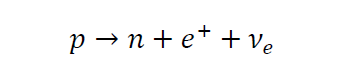 p → n + e⁺ + νₑ